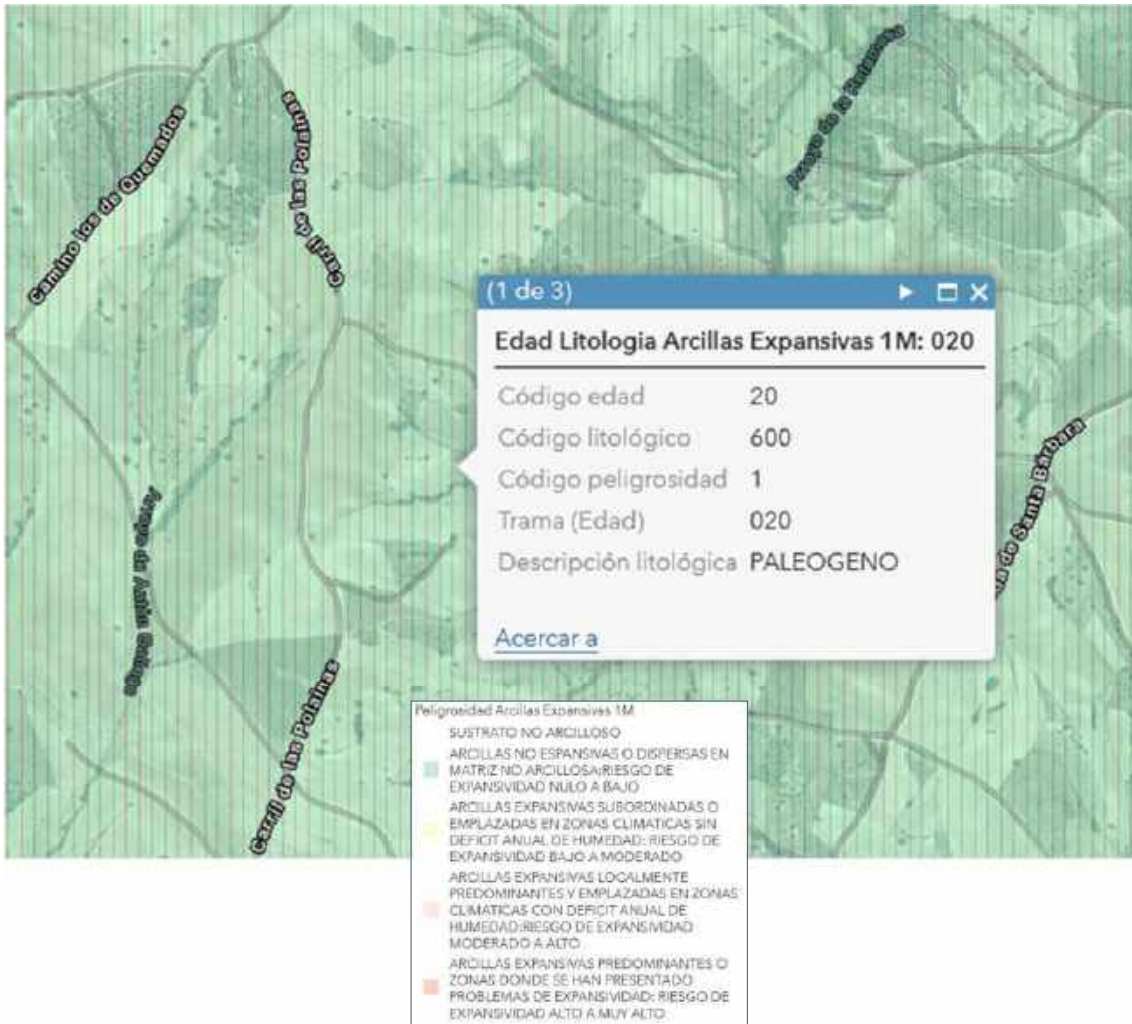 Camino los de Quemados
Carril de las Polainas
Arroyo de la
(1 de 3)
Edad Litologia Arcillas Expansivas 1M: 020
Código edad 20
Código litológico 600
Código peligrosidad 1
Trama (Edad) 020
Descripción litológica PALEOGENO
Acercar a
de Santa Bárbara
Arroyo de
Carril de las Polainas
Peligrosidad Arcillas Expansivas 1M
SUSTRATO NO ARCILLOSO
ARCILLAS NO ESPANSIVAS O DISPERSAS EN
MATRIZ NO ARCILLOSA:RIESGO DE
EXPANSIVIDAD NULO A BAJO
ARCILLAS EXPANSIVAS SUBORDINADAS O
EMPLAZADAS EN ZONAS CLIMATICAS SIN
DEFICIT ANUAL DE HUMEDAD: RIESGO DE
EXPANSIVIDAD BAJO A MODERADO
ARCILLAS EXPANSIVAS LOCALMENTE
PREDOMINANTES Y EMPLAZADAS EN ZONAS
CLIMATICAS CON DEFICIT ANUAL DE
HUMEDAD:RIESGO DE EXPANSIVIDAD
MODERADO A ALTO
ARCILLAS EXPANSIVAS PREDOMINANTES O
ZONAS DONDE SE HAN PRESENTADO
PROBLEMAS DE EXPANSIVIDAD: RIESGO DE
EXPANSIVIDAD ALTO A MUY ALTO